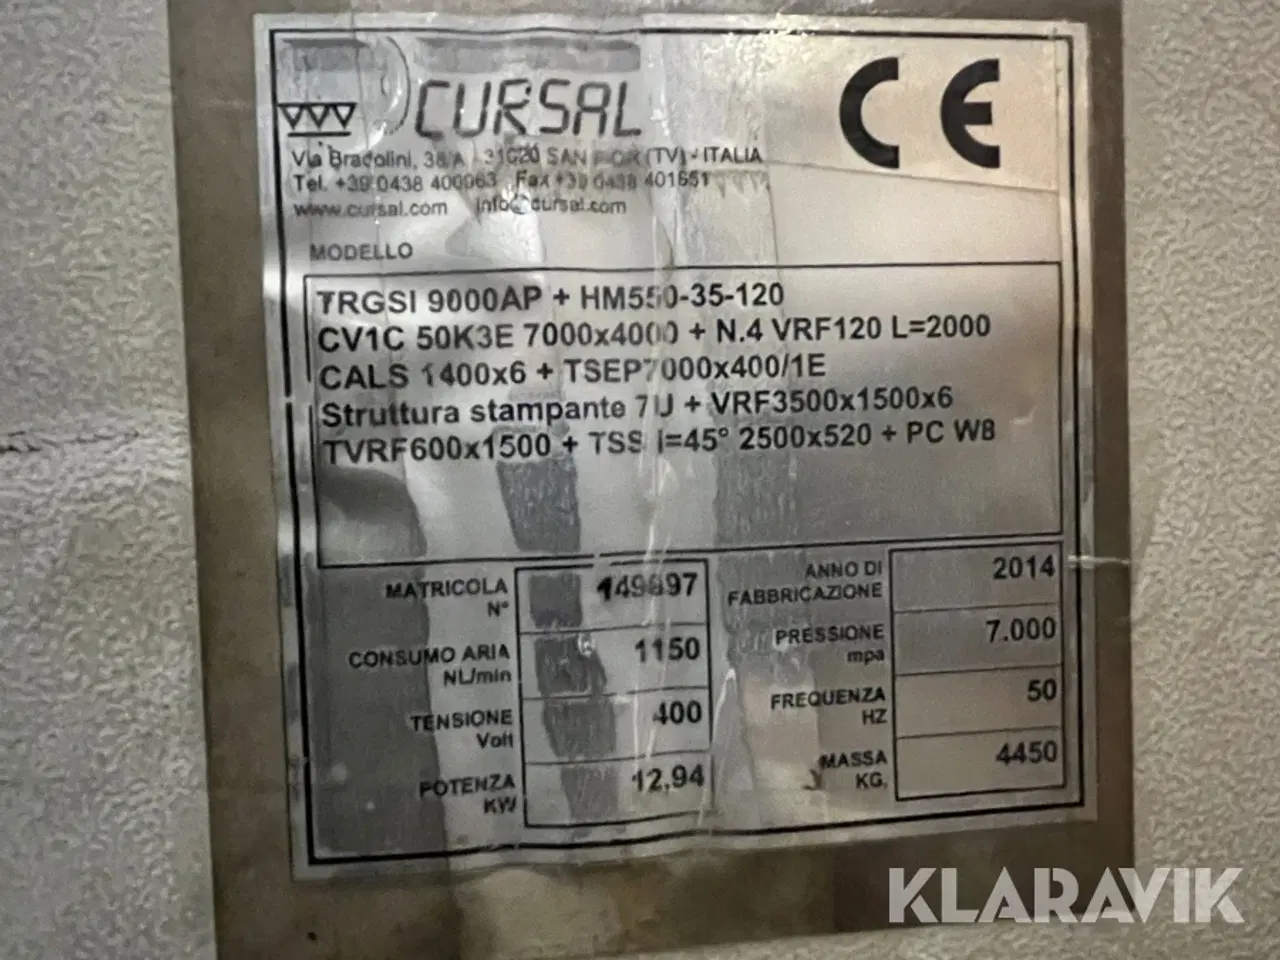 CURSAL
CE
Via Bradolini, 38/A - 31020 SAN FIOR (TV) - ITALIA
Tel. +39 0438 400963 Fax +39 0438 401851
www.cursal.com info@cursal.com
MODELLO
TRGSI 9000AP + HM550-35-120
CV1C 50K3E 7000x4000 + N.4 VRF120 L=2000
CALS 1400x6 + TSEP7000x400/1E
Struttura stampante 7U + VRF3500x1500x6
TVRF600x1500 + TSS i=45° 2500x520 + PC W8
MATRICOLA N° 149897
ANNO DI FABBRICAZIONE 2014
CONSUMO ARIA NL/min 1150
PRESSIONE mpa 7.000
TENSIONE Volt 400
FREQUENZA HZ 50
POTENZA KW 12,94
MASSA KG. 4450
KLARAVIK